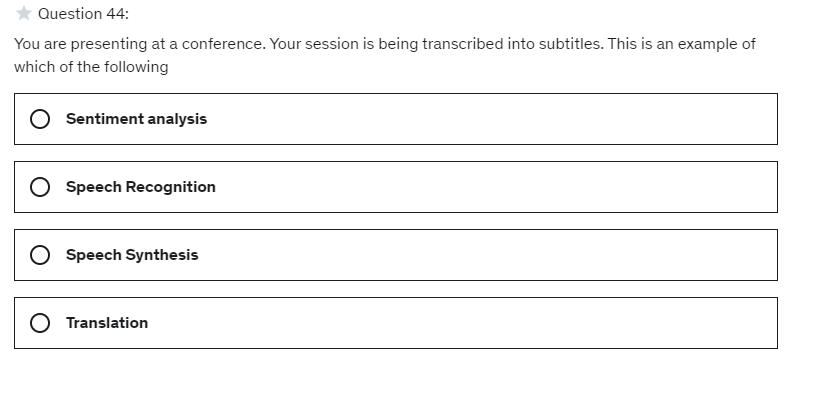 Question 44:
You are presenting at a conference. Your session is being transcribed into subtitles. This is an example of
which of the following
Sentiment analysis
Speech Recognition
Speech Synthesis
Translation